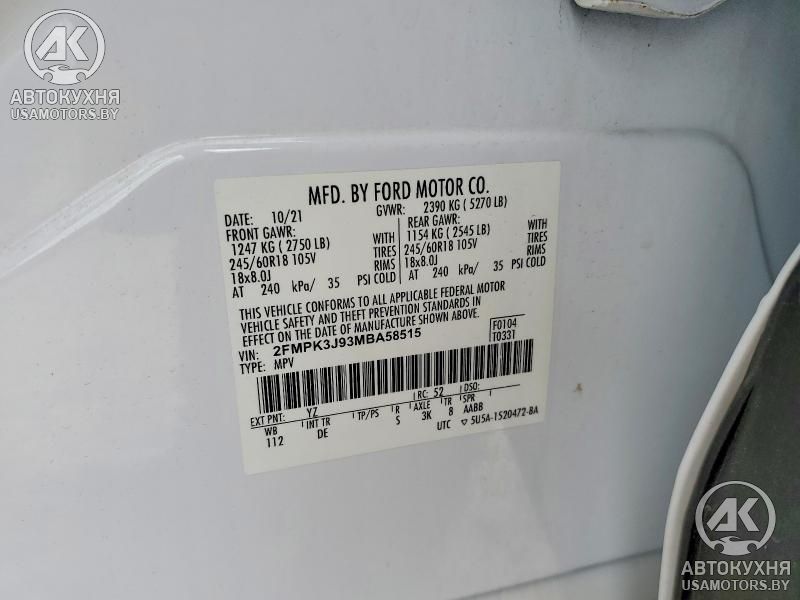 AK
АВТОКУХНЯ
USAMOTORS.BY
MFD. BY FORD MOTOR CO.
DATE: 10/21 GVWR: 2390 KG ( 5270 LB)
FRONT GAWR: REAR GAWR:
1247 KG ( 2750 LB) WITH 1154 KG ( 2545 LB) WITH
245/60R18 105V TIRES 245/60R18 105V TIRES
18x8.0J RIMS 18x8.0J RIMS
AT 240 kPa/ 35 PSI COLD AT 240 kPa/ 35 PSI COLD
THIS VEHICLE CONFORMS TO ALL APPLICABLE FEDERAL MOTOR
VEHICLE SAFETY AND THEFT PREVENTION STANDARDS IN
EFFECT ON THE DATE OF MANUFACTURE SHOWN ABOVE.
VIN: 2FMPK3J93MBA58515 F0104
TYPE: MPV T0331
RC: 52 DSO:
EXT PNT: YZ
WB INT TR TP/PS R AXLE TR SPR
112 DE S 3K 8 AABB
UTC ▽ 5U5A-1520472-BA
AK
АВТОКУХНЯ
USAMOTORS.BY